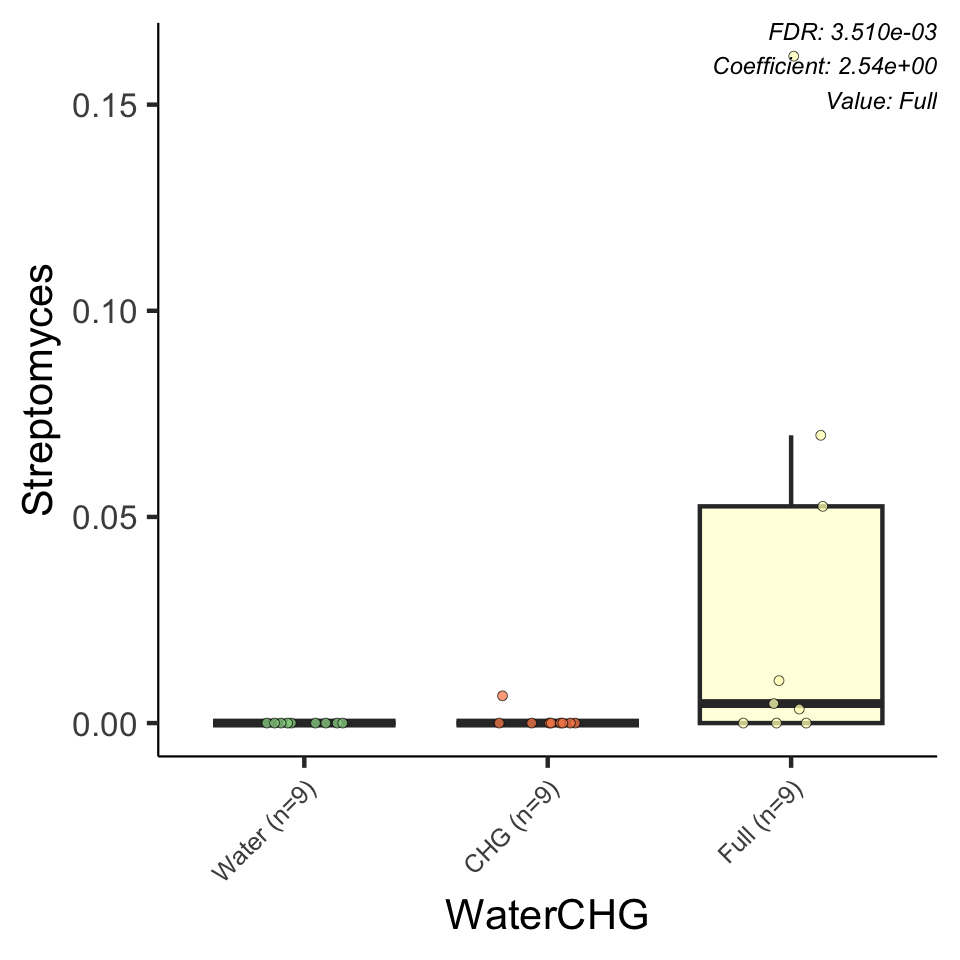 FDR: 3.510e-03
Coefficient: 2.54e+00
Value: Full
0.15
0.10
0.05
0.00
Streptomyces
Water (n=9)
CHG (n=9)
Full (n=9)
WaterCHG